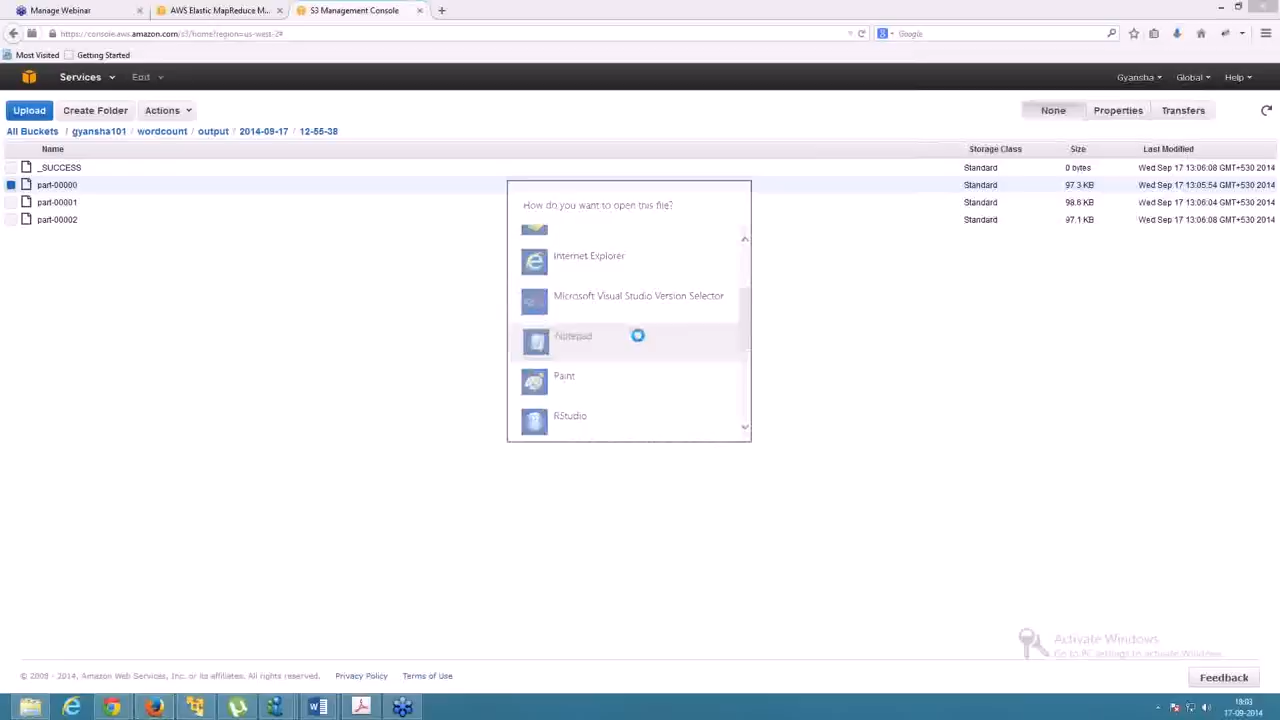 Manage Webinar
AWS Elastic MapReduce M...
S3 Management Console
https://console.aws.amazon.com/s3/home?region=us-west-2#
Google
Most Visited
Getting Started
Services
Edit
Gyansha
Global
Help
Upload
Create Folder
Actions
None
Properties
Transfers
All Buckets / gyansha101 / wordcount / output / 2014-09-17 / 12-55-38
Name
Storage Class
Size
Last Modified
_SUCCESS
Standard
0 bytes
Wed Sep 17 13:06:08 GMT+530 2014
part-00000
Standard
97.3 KB
Wed Sep 17 13:05:54 GMT+530 2014
part-00001
Standard
98.6 KB
Wed Sep 17 13:06:08 GMT+530 2014
part-00002
Standard
97.1 KB
Wed Sep 17 13:06:08 GMT+530 2014
How do you want to open this file?
Internet Explorer
Microsoft Visual Studio Version Selector
Notepad
Paint
RStudio
Activate Windows
Go to PC settings to activate Windows.
© 2008 - 2014, Amazon Web Services, Inc. or its affiliates. All rights reserved.
Privacy Policy
Terms of Use
Feedback
18:03
17-09-2014